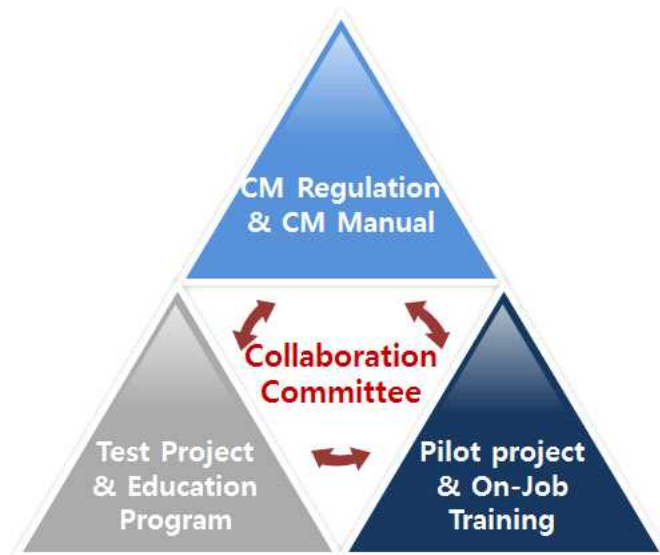 CM Regulation
& CM Manual
Collaboration
Committee
Test Project
& Education
Program
Pilot project
& On-Job
Training